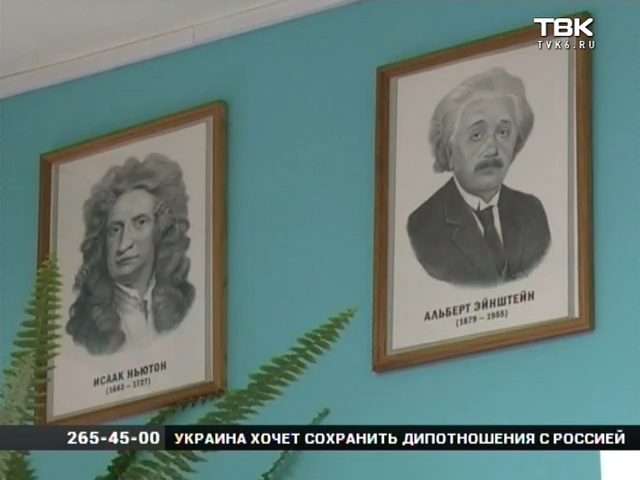 ТВК
TVK6.RU
ИСААК НЬЮТОН
(1643 – 1727)
АЛЬБЕРТ ЭЙНШТЕЙН
(1879 – 1955)
265-45-00 УКРАИНА ХОЧЕТ СОХРАНИТЬ ДИПОТНОШЕНИЯ С РОССИЕЙ